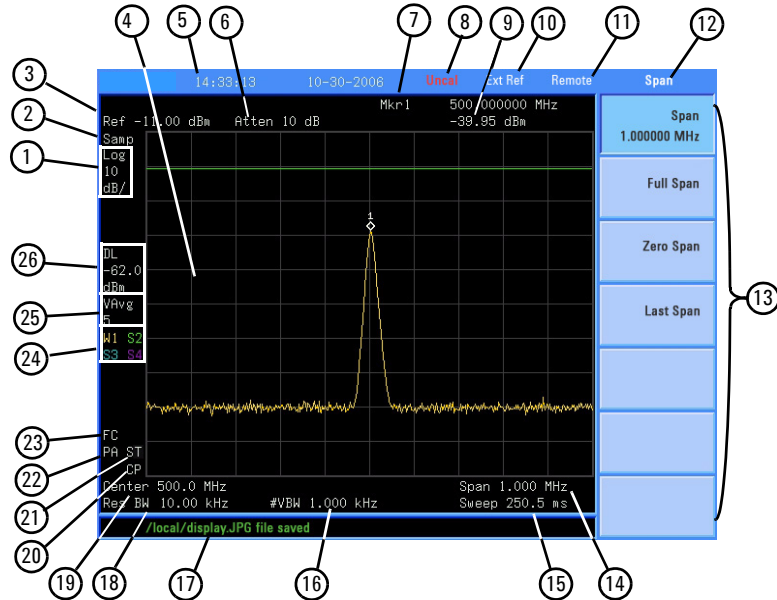 4 5 6 7 8 9 10 11 12
14:33:13 10-30-2006 Uncal Ext Ref Remote Span
3
Mkr1 500.000000 MHz
Ref -11.00 dBm Atten 10 dB -39.95 dBm
2
Samp
1
Log
10
dB/
Span
1.000000 MHz
Full Span
1
Zero Span
26
DL
-62.0
dBm
13
25
VAvg
5
Last Span
24
W1 S2
S3 S4
23
FC
22
PA ST
21
CP
20
Center 500.0 MHz Span 1.000 MHz
Res BW 10.00 kHz #VBW 1.000 kHz Sweep 250.5 ms
/local/display.JPG file saved
19 18 17 16 15 14